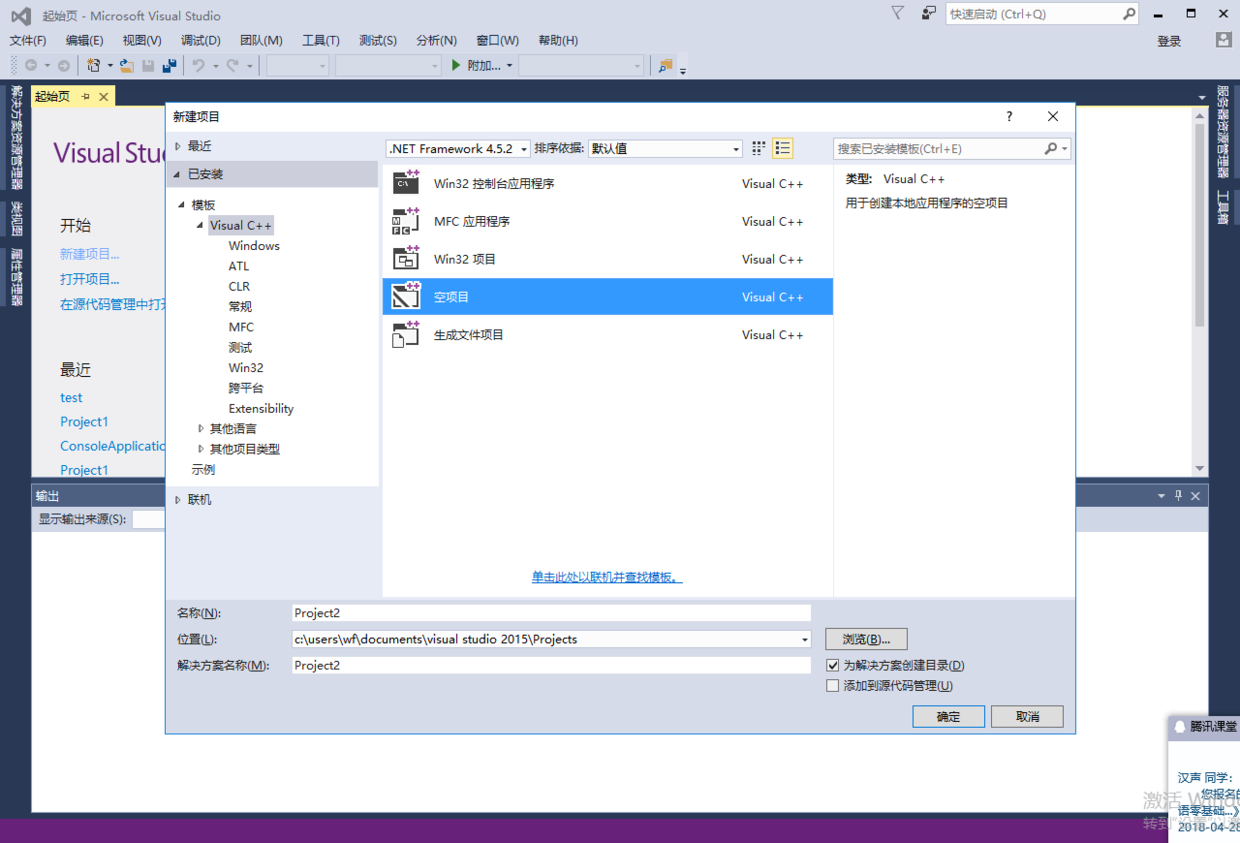 起始页 - Microsoft Visual Studio
快速启动 (Ctrl+Q)
文件(F) 编辑(E) 视图(V) 调试(D) 团队(M) 工具(T) 测试(S) 分析(N) 窗口(W) 帮助(H)
登录
附加...
解决方案资源管理器
类视图
属性管理器
起始页
Visual Stu
开始
新建项目...
打开项目...
在源代码管理中打开
最近
test
Project1
ConsoleApplicatio
Project1
输出
显示输出来源(S):
新建项目
?
最近
已安装
模板
Visual C++
Windows
ATL
CLR
常规
MFC
测试
Win32
跨平台
Extensibility
其他语言
其他项目类型
示例
联机
.NET Framework 4.5.2 排序依据: 默认值
搜索已安装模板(Ctrl+E)
Win32 控制台应用程序 Visual C++
MFC 应用程序 Visual C++
Win32 项目 Visual C++
空项目 Visual C++
生成文件项目 Visual C++
类型: Visual C++
用于创建本地应用程序的空项目
单击此处以联机并查找模板。
名称(N): Project2
位置(L): c:\users\wf\documents\visual studio 2015\Projects
浏览(B)...
解决方案名称(M): Project2
为解决方案创建目录(D)
添加到源代码管理(U)
确定 取消
服务器资源管理器
工具箱
腾讯课堂
汉声 同学:
您报名的
语零基础...》
2018-04-28
激活 Windo
转到"设置"以激